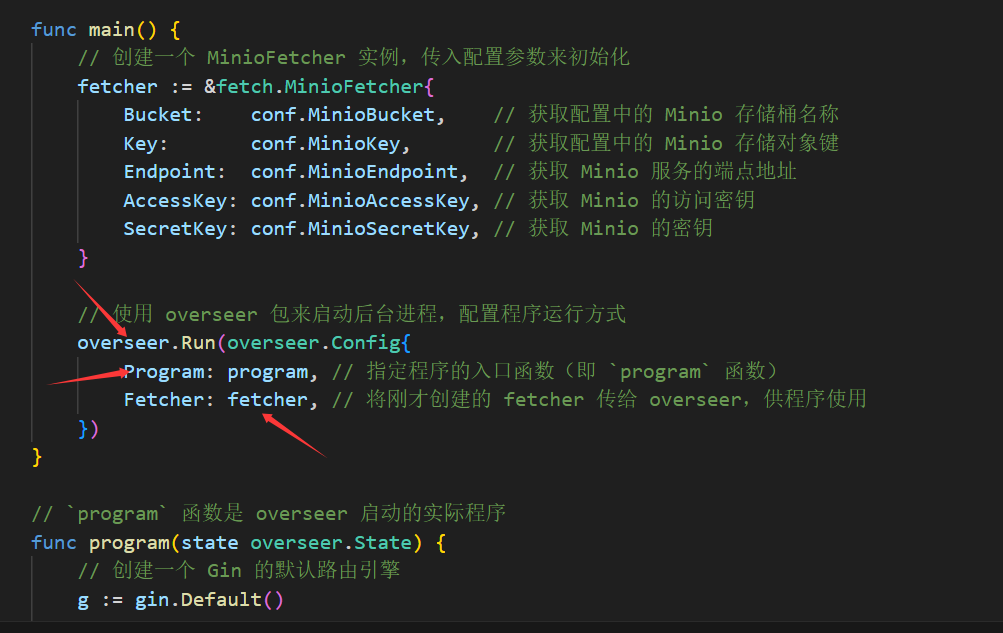 func main() {
// 创建一个 MinioFetcher 实例，传入配置参数来初始化
fetcher := &fetch.MinioFetcher{
Bucket:    conf.MinioBucket,    // 获取配置中的 Minio 存储桶名称
Key:       conf.MinioKey,       // 获取配置中的 Minio 存储对象键
Endpoint:  conf.MinioEndpoint,  // 获取 Minio 服务的端点地址
AccessKey: conf.MinioAccessKey, // 获取 Minio 的访问密钥
SecretKey: conf.MinioSecretKey, // 获取 Minio 的密钥
}
// 使用 overseer 包来启动后台进程，配置程序运行方式
overseer.Run(overseer.Config{
Program: program, // 指定程序的入口函数（即 `program` 函数）
Fetcher: fetcher, // 将刚才创建的 fetcher 传给 overseer，供程序使用
})
}
// `program` 函数是 overseer 启动的实际程序
func program(state overseer.State) {
// 创建一个 Gin 的默认路由引擎
g := gin.Default()